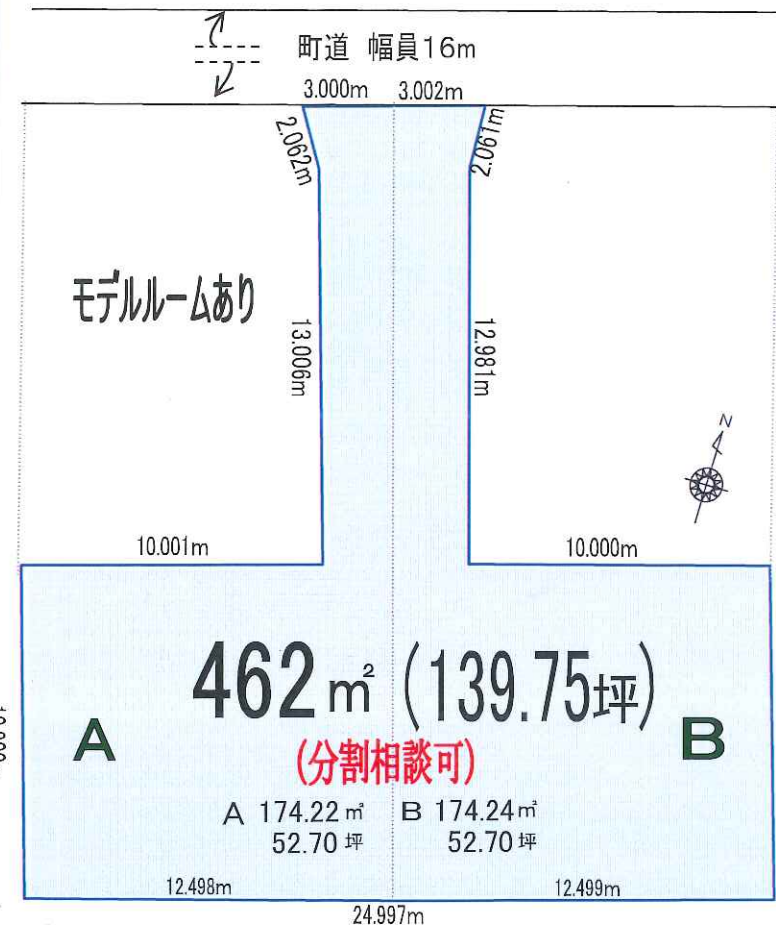 町道 幅員16m
3.000m 3.002m
2.062m
2.061m
モデルルームあり
13.006m
12.981m
N
10.001m
10.000m
462㎡(139.75坪)
A
B
(分割相談可)
A 174.22㎡ B 174.24㎡
52.70坪 52.70坪
12.498m
12.499m
24.997m